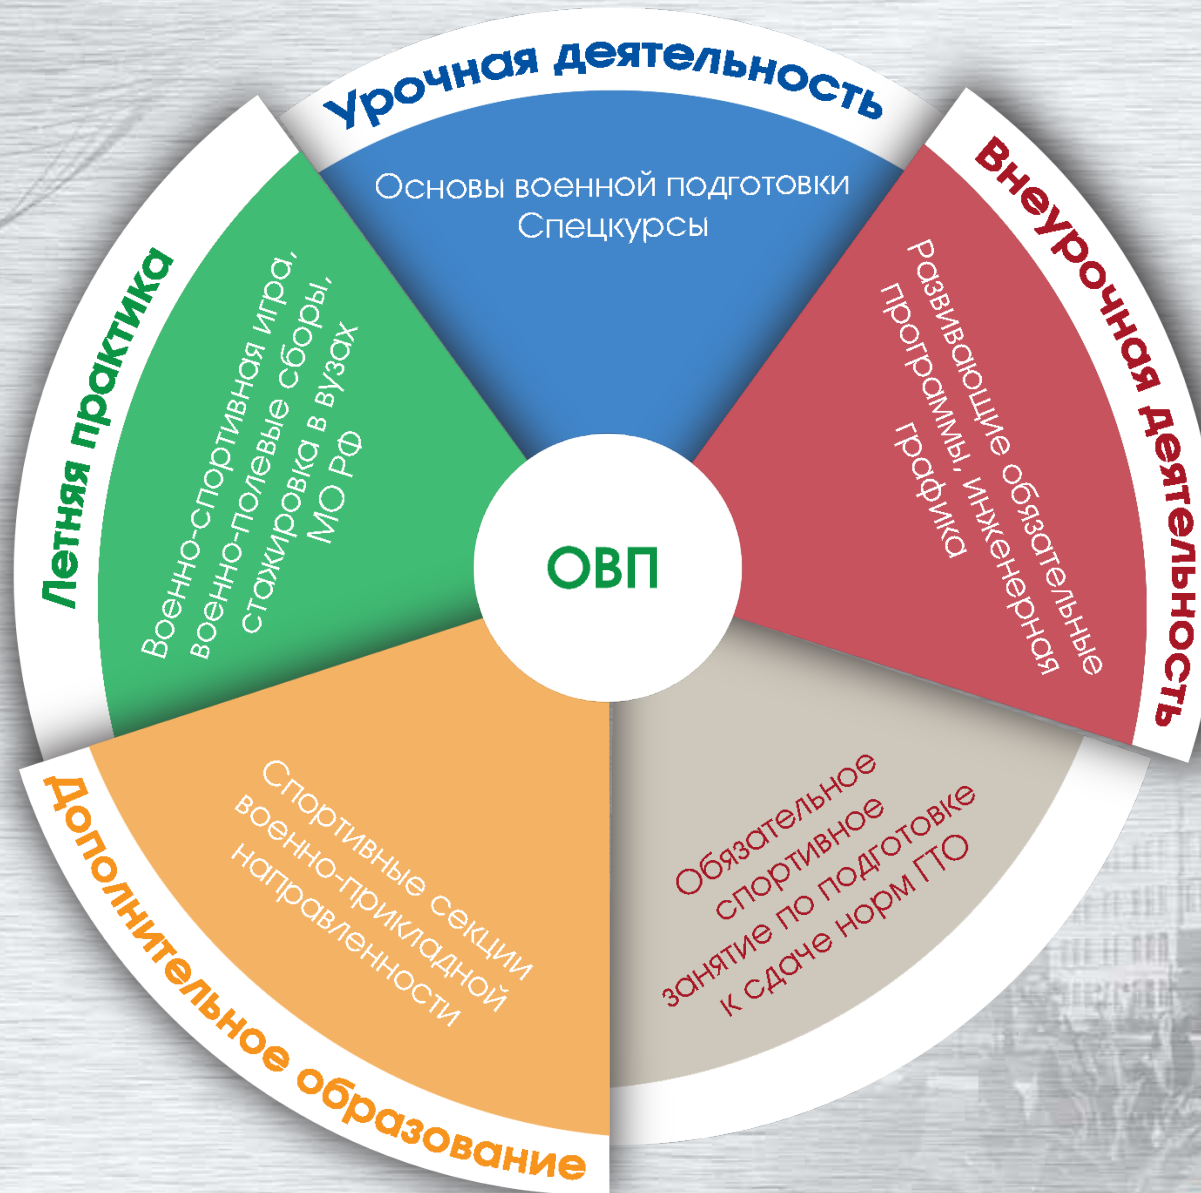 Урочная деятельность
Основы военной подготовки
Спецкурсы
Внеурочная деятельность
Развивающие обязательные
программы, инженерная
графика
Обязательное
спортивное
занятие по подготовке
к сдаче норм ГТО
Дополнительное образование
Спортивные секции
военно-прикладной
направленности
Летняя практика
Военно-спортивная игра,
военно-полевые сборы,
стажировка в вузах
МО РФ
ОВП